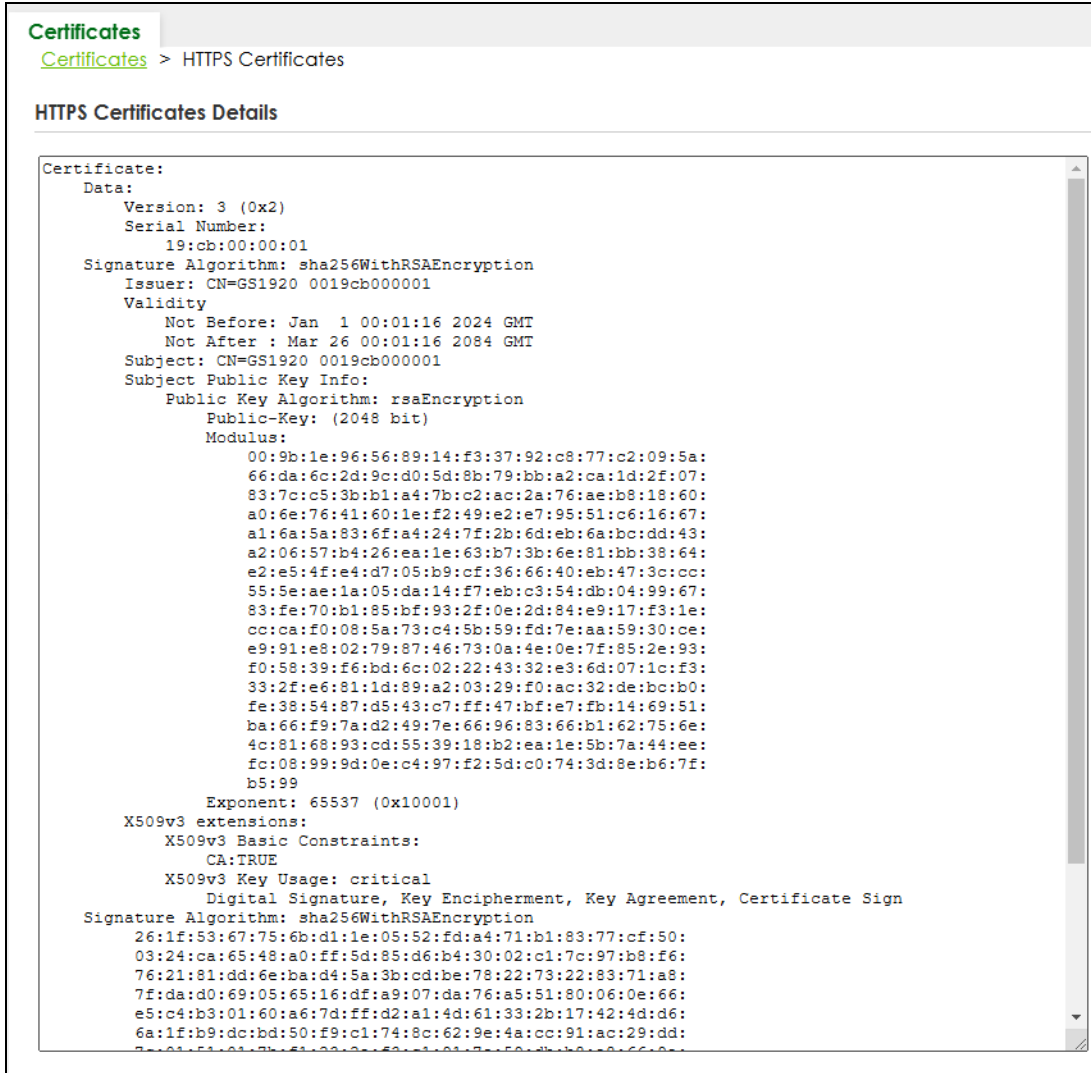 Certificates
Certificates > HTTPS Certificates
HTTPS Certificates Details
Certificate:
    Data:
        Version: 3 (0x2)
        Serial Number:
            19:cb:00:00:01
    Signature Algorithm: sha256WithRSAEncryption
        Issuer: CN=GS1920 0019cb000001
        Validity
            Not Before: Jan  1 00:01:16 2024 GMT
            Not After : Mar 26 00:01:16 2084 GMT
        Subject: CN=GS1920 0019cb000001
        Subject Public Key Info:
            Public Key Algorithm: rsaEncryption
                Public-Key: (2048 bit)
                Modulus:
                    00:9b:1e:96:56:89:14:f3:37:92:c8:77:c2:09:5a:
                    66:da:6c:2d:9c:d0:5d:8b:79:bb:a2:ca:1d:2f:07:
                    83:7c:c5:3b:b1:a4:7b:c2:ac:2a:76:ae:b8:18:60:
                    a0:6e:76:41:60:1e:f2:49:e2:e7:95:51:c6:16:67:
                    a1:6a:5a:83:6f:a4:24:7f:2b:6d:eb:6a:bc:dd:43:
                    a2:06:57:b4:26:ea:1e:63:b7:3b:6e:81:bb:38:64:
                    e2:e5:4f:e4:d7:05:b9:cf:36:66:40:eb:47:3c:cc:
                    55:5e:ae:1a:05:da:14:f7:eb:c3:54:db:04:99:67:
                    83:fe:70:b1:85:bf:93:2f:0e:2d:84:e9:17:f3:1e:
                    cc:ca:f0:08:5a:73:c4:5b:59:fd:7e:aa:59:30:ce:
                    e9:91:e8:02:79:87:46:73:0a:4e:0e:7f:85:2e:93:
                    f0:58:39:f6:bd:6c:02:22:43:32:e3:6d:07:1c:f3:
                    33:2f:e6:81:1d:89:a2:03:29:f0:ac:32:de:bc:b0:
                    fe:38:54:87:d5:43:c7:ff:47:bf:e7:fb:14:69:51:
                    ba:66:f9:7a:d2:49:7e:66:96:83:66:b1:62:75:6e:
                    4c:81:68:93:cd:55:39:18:b2:ea:1e:5b:7a:44:ee:
                    fc:08:99:9d:0e:c4:97:f2:5d:c0:74:3d:8e:b6:7f:
                    b5:99
                Exponent: 65537 (0x10001)
        X509v3 extensions:
            X509v3 Basic Constraints:
                CA:TRUE
            X509v3 Key Usage: critical
                Digital Signature, Key Encipherment, Key Agreement, Certificate Sign
    Signature Algorithm: sha256WithRSAEncryption
         26:1f:53:67:75:6b:d1:1e:05:52:fd:a4:71:b1:83:77:cf:50:
         03:24:ca:65:48:a0:ff:5d:85:d6:b4:30:02:c1:7c:97:b8:f6:
         76:21:81:dd:6e:ba:d4:5a:3b:cd:be:78:22:73:22:83:71:a8:
         7f:da:d0:69:05:65:16:df:a9:07:da:76:a5:51:80:06:0e:66:
         e5:c4:b3:01:60:a6:7d:ff:d2:a1:4d:61:33:2b:17:42:4d:d6:
         6a:1f:b9:dc:bd:50:f9:c1:74:8c:62:9e:4a:cc:91:ac:29:dd: